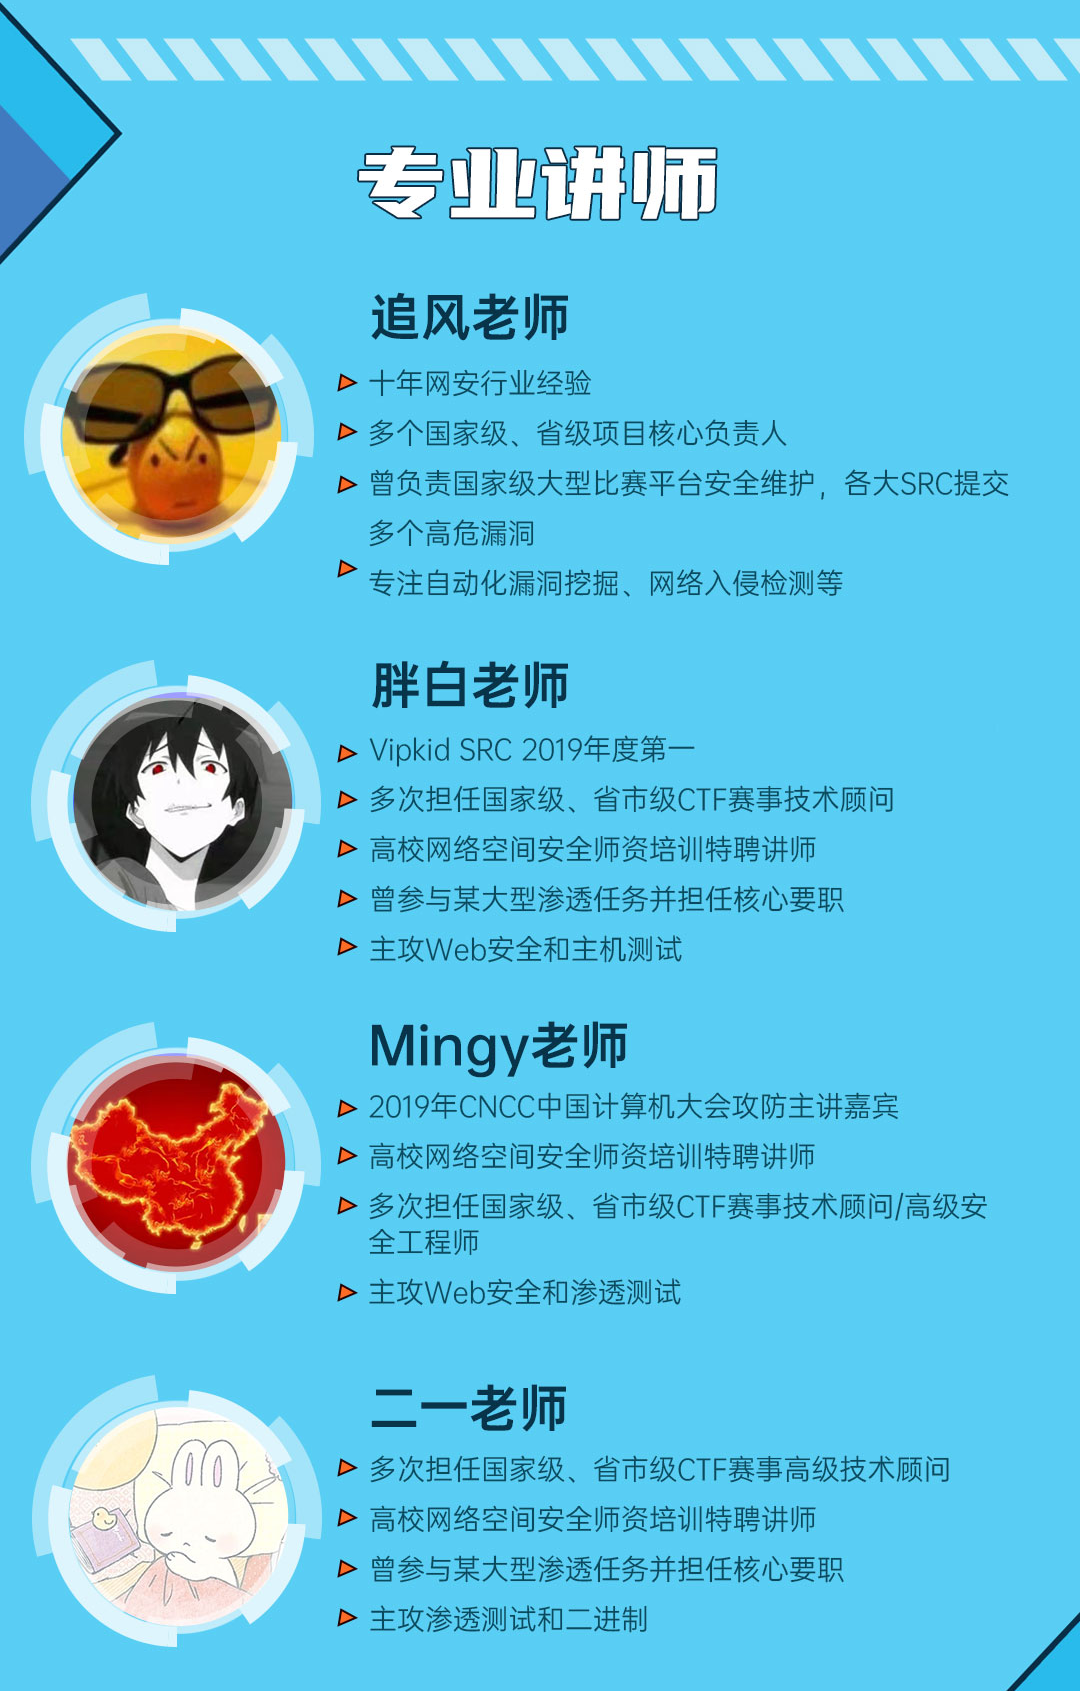 专业讲师
追风老师
十年网安行业经验
多个国家级、省级项目核心负责人
曾负责国家级大型比赛平台安全维护，各大SRC提交
多个高危漏洞
专注自动化漏洞挖掘、网络入侵检测等
胖白老师
Vipkid SRC 2019年度第一
多次担任国家级、省市级CTF赛事技术顾问
高校网络空间安全师资培训特聘讲师
曾参与某大型渗透任务并担任核心要职
主攻Web安全和主机测试
Mingy老师
2019年CNCC中国计算机大会攻防主讲嘉宾
高校网络空间安全师资培训特聘讲师
多次担任国家级、省市级CTF赛事技术顾问/高级安
全工程师
主攻Web安全和渗透测试
二一老师
多次担任国家级、省市级CTF赛事高级技术顾问
高校网络空间安全师资培训特聘讲师
曾参与某大型渗透任务并担任核心要职
主攻渗透测试和二进制